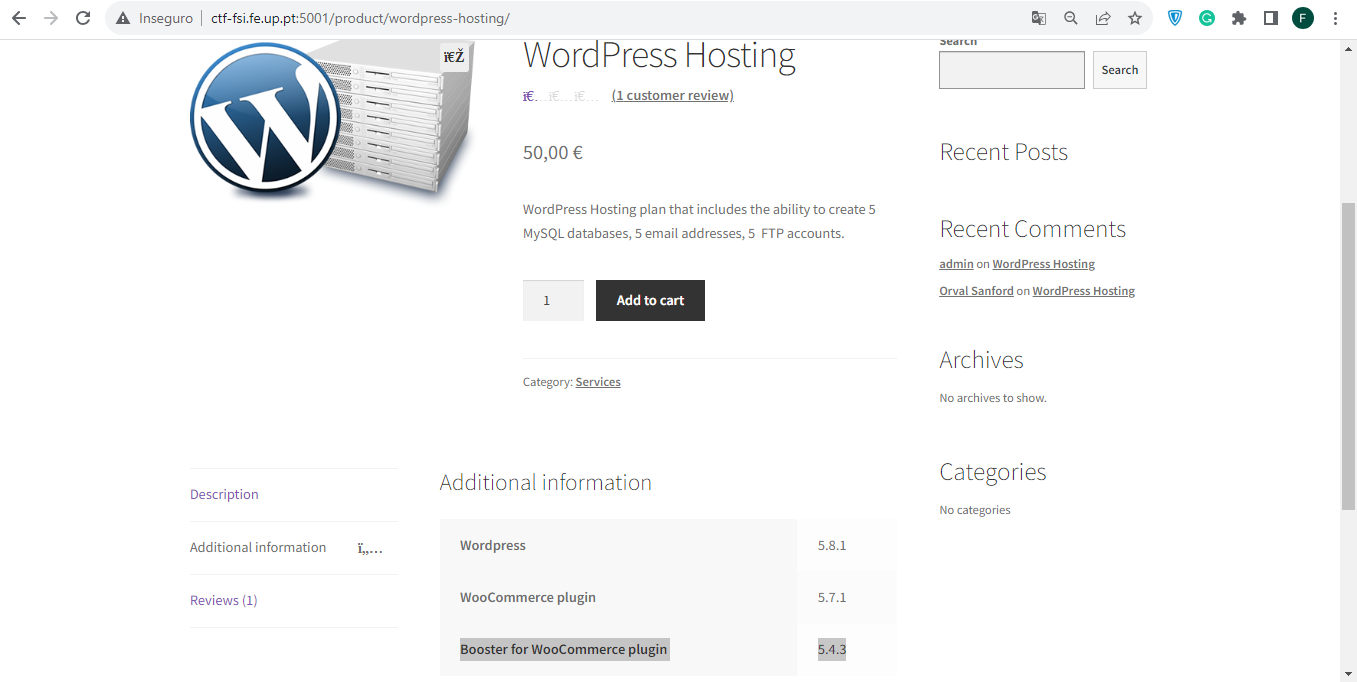 Inseguro
ctf-fsi.fe.up.pt:5001/product/wordpress-hosting/
F
W
WordPress Hosting
(1 customer review)
50,00 €
WordPress Hosting plan that includes the ability to create 5
MySQL databases, 5 email addresses, 5 FTP accounts.
1
Add to cart
Category: Services
Description
Additional information ï„…
Reviews (1)
Additional information
Wordpress 5.8.1
WooCommerce plugin 5.7.1
Booster for WooCommerce plugin 5.4.3
Search
Search
Recent Posts
Recent Comments
admin on WordPress Hosting
Orval Sanford on WordPress Hosting
Archives
No archives to show.
Categories
No categories